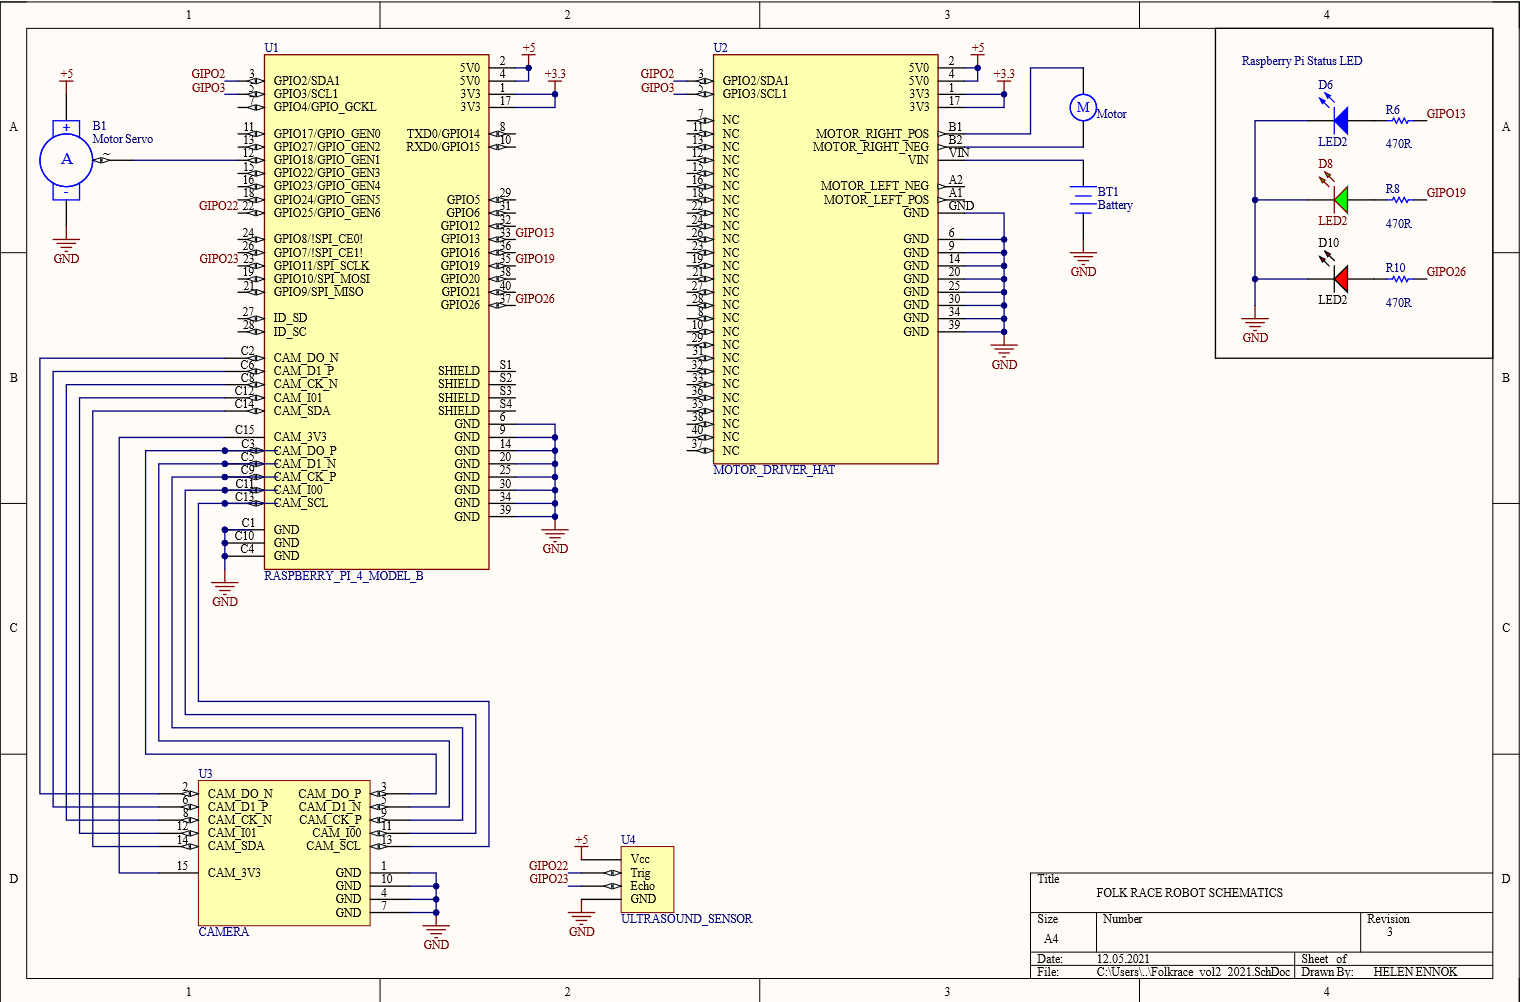 1
2
3
4
A
B
C
D
A
B
C
D
1
2
3
4
+5
+
A
-
~
B1
Motor Servo
GND
U1
GIPO2
GIPO3
GIPO22
GIPO23
3 GPIO2/SDA1
5 GPIO3/SCL1
7 GPIO4/GPIO_GCKL
11 GPIO17/GPIO_GEN0
13 GPIO27/GPIO_GEN2
12 GPIO18/GPIO_GEN1
15 GPIO22/GPIO_GEN3
16 GPIO23/GPIO_GEN4
18 GPIO24/GPIO_GEN5
22 GPIO25/GPIO_GEN6
24 GPIO8/!SPI_CE0!
26 GPIO7/!SPI_CE1!
23 GPIO11/SPI_SCLK
19 GPIO10/SPI_MOSI
21 GPIO9/SPI_MISO
27 ID_SD
28 ID_SC
C2 CAM_DO_N
C6 CAM_D1_P
C8 CAM_CK_N
C12 CAM_I01
C14 CAM_SDA
C15 CAM_3V3
C3 CAM_DO_P
C5 CAM_D1_N
C9 CAM_CK_P
C11 CAM_I00
C13 CAM_SCL
C1 GND
C10 GND
C4 GND
GND
5V0 2
5V0 4
3V3 1
3V3 17
+5
+3.3
TXD0/GPIO14 8
RXD0/GPIO15 10
GPIO5 29
GPIO6 31
GPIO12 32
GPIO13 33 GIPO13
GPIO16 36
GPIO19 35 GIPO19
GPIO20 38
GPIO21 40
GPIO26 37 GIPO26
SHIELD S1
SHIELD S2
SHIELD S3
SHIELD S4
GND 6
GND 9
GND 14
GND 20
GND 25
GND 30
GND 34
GND 39
GND
RASPBERRY_PI_4_MODEL_B
U2
GIPO2
GIPO3
3 GPIO2/SDA1
5 GPIO3/SCL1
7 NC
11 NC
13 NC
12 NC
15 NC
16 NC
18 NC
22 NC
24 NC
26 NC
23 NC
19 NC
21 NC
27 NC
28 NC
8 NC
10 NC
29 NC
31 NC
32 NC
33 NC
36 NC
35 NC
38 NC
40 NC
37 NC
5V0 2
5V0 4
3V3 1
3V3 17
+5
+3.3
MOTOR_RIGHT_POS B1
MOTOR_RIGHT_NEG B2
VIN VIN
MOTOR_LEFT_NEG A2
MOTOR_LEFT_POS A1
GND GND
GND 6
GND 9
GND 14
GND 20
GND 25
GND 30
GND 34
GND 39
GND
MOTOR_DRIVER_HAT
M
Motor
BT1
Battery
GND
Raspberry Pi Status LED
D6
LED2
R6
470R
GIPO13
D8
LED2
R8
470R
GIPO19
D10
LED2
R10
470R
GIPO26
GND
U3
2 CAM_DO_N
6 CAM_D1_P
8 CAM_CK_N
12 CAM_I01
14 CAM_SDA
15 CAM_3V3
CAM_DO_P 3
CAM_D1_N 5
CAM_CK_P 9
CAM_I00 11
CAM_SCL 13
GND 1
GND 10
GND 4
GND 7
GND
CAMERA
+5
U4
Vcc
GIPO22 Trig
GIPO23 Echo
GND
GND
ULTRASOUND_SENSOR
Title
FOLK RACE ROBOT SCHEMATICS
Size
A4
Number
Revision
3
Date: 12.05.2021
Sheet of
File: C:\Users\..\Folkrace_vol2_2021.SchDoc
Drawn By: HELEN ENNOK